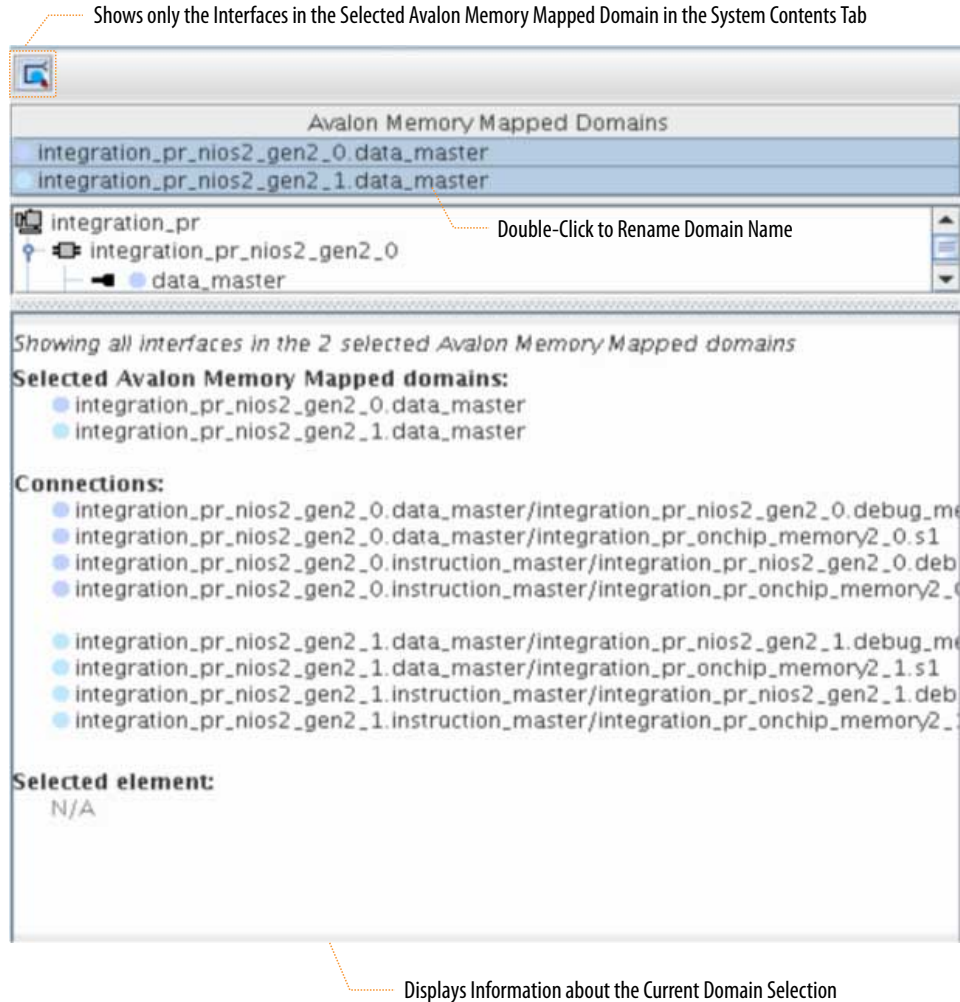 Shows only the Interfaces in the Selected Avalon Memory Mapped Domain in the System Contents Tab
Avalon Memory Mapped Domains
integration_pr_nios2_gen2_0.data_master
integration_pr_nios2_gen2_1.data_master
integration_pr
Double-Click to Rename Domain Name
integration_pr_nios2_gen2_0
data_master
Showing all interfaces in the 2 selected Avalon Memory Mapped domains
Selected Avalon Memory Mapped domains:
integration_pr_nios2_gen2_0.data_master
integration_pr_nios2_gen2_1.data_master
Connections:
integration_pr_nios2_gen2_0.data_master/integration_pr_nios2_gen2_0.debug_me
integration_pr_nios2_gen2_0.data_master/integration_pr_onchip_memory2_0.s1
integration_pr_nios2_gen2_0.instruction_master/integration_pr_nios2_gen2_0.deb
integration_pr_nios2_gen2_0.instruction_master/integration_pr_onchip_memory2_0
integration_pr_nios2_gen2_1.data_master/integration_pr_nios2_gen2_1.debug_me
integration_pr_nios2_gen2_1.data_master/integration_pr_onchip_memory2_1.s1
integration_pr_nios2_gen2_1.instruction_master/integration_pr_nios2_gen2_1.deb
integration_pr_nios2_gen2_1.instruction_master/integration_pr_onchip_memory2_
Selected element:
N/A
Displays Information about the Current Domain Selection